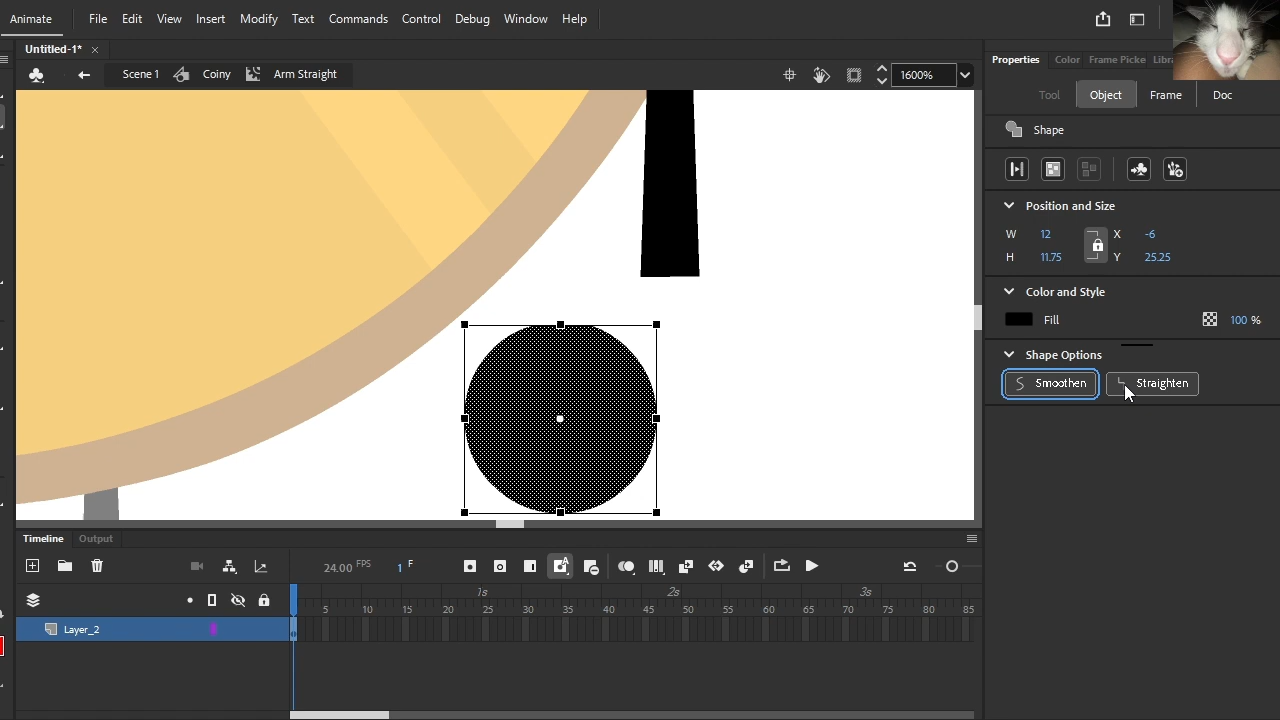 Animate File Edit View Insert Modify Text Commands Control Debug Window Help
Untitled-1*
Scene 1 Coiny Arm Straight 1600%
Properties Color Frame Picke
Tool Object Frame Doc
Shape
Position and Size
W 12 X -6
H 11.75 Y 25.25
Color and Style
Fill 100 %
Shape Options
Smoothen Straighten
Timeline Output
24.00 FPS 1 F
1s 2s 3s
5 10 15 20 25 30 35 40 45 50 55 60 65 70 75 80 85
Layer_2